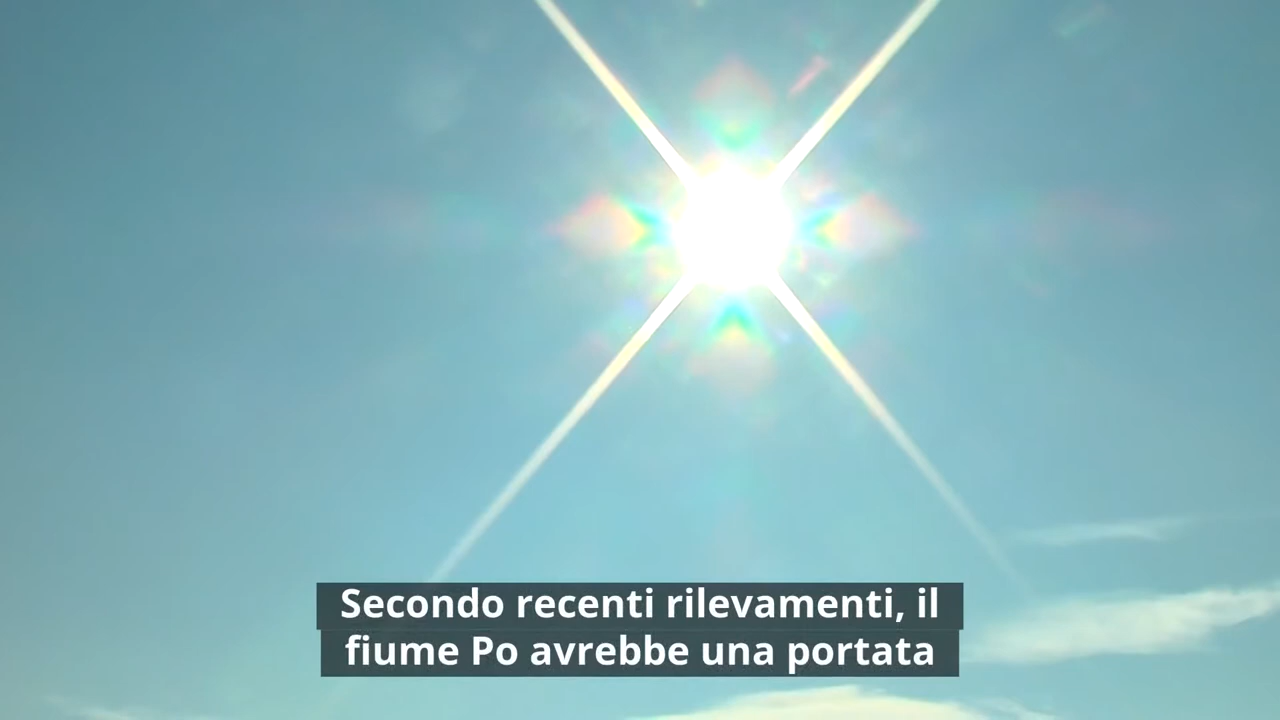 Secondo recenti rilevamenti, il
fiume Po avrebbe una portata